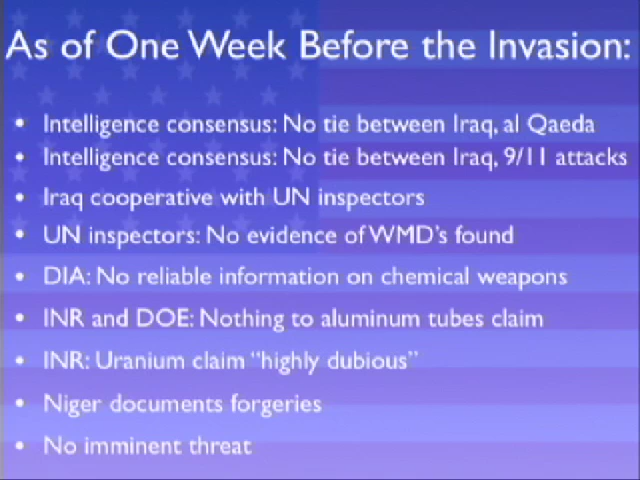 As of One Week Before the Invasion:
• Intelligence consensus: No tie between Iraq, al Qaeda
• Intelligence consensus: No tie between Iraq, 9/11 attacks
• Iraq cooperative with UN inspectors
• UN inspectors: No evidence of WMD's found
• DIA: No reliable information on chemical weapons
• INR and DOE: Nothing to aluminum tubes claim
• INR: Uranium claim "highly dubious"
• Niger documents forgeries
• No imminent threat